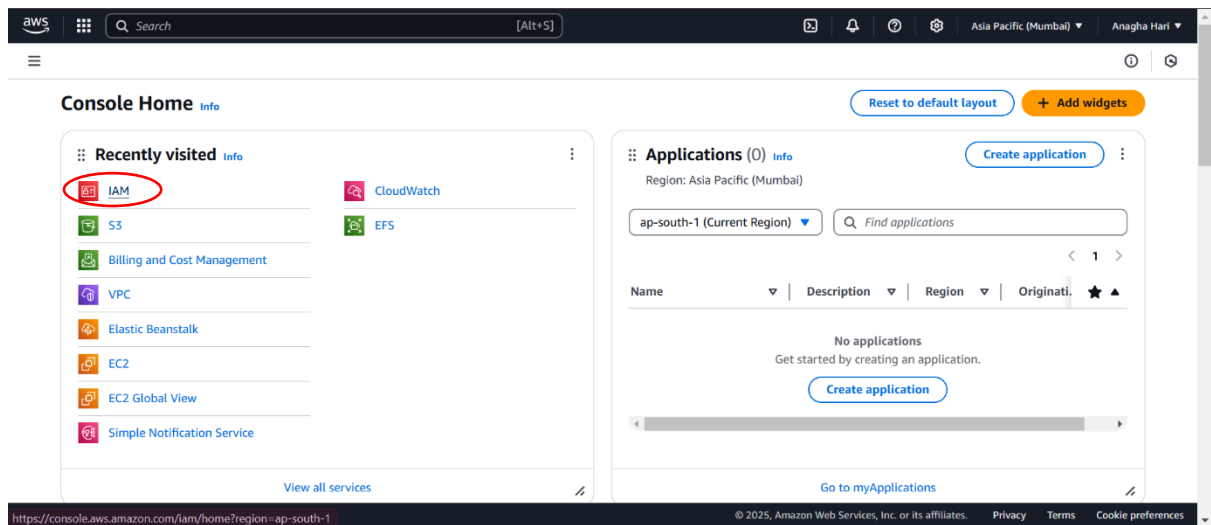 aws
Search [Alt+S]
Asia Pacific (Mumbai) ▼
Anagha Hari ▼
Console Home Info
Reset to default layout
+ Add widgets
Recently visited Info
IAM
S3
Billing and Cost Management
VPC
Elastic Beanstalk
EC2
EC2 Global View
Simple Notification Service
CloudWatch
EFS
View all services
Applications (0) Info
Create application
Region: Asia Pacific (Mumbai)
ap-south-1 (Current Region) ▼
Find applications
1
Name Description Region Originati.
No applications
Get started by creating an application.
Create application
Go to myApplications
https://console.aws.amazon.com/iam/home?region=ap-south-1
© 2025, Amazon Web Services, Inc. or its affiliates. Privacy Terms Cookie preferences